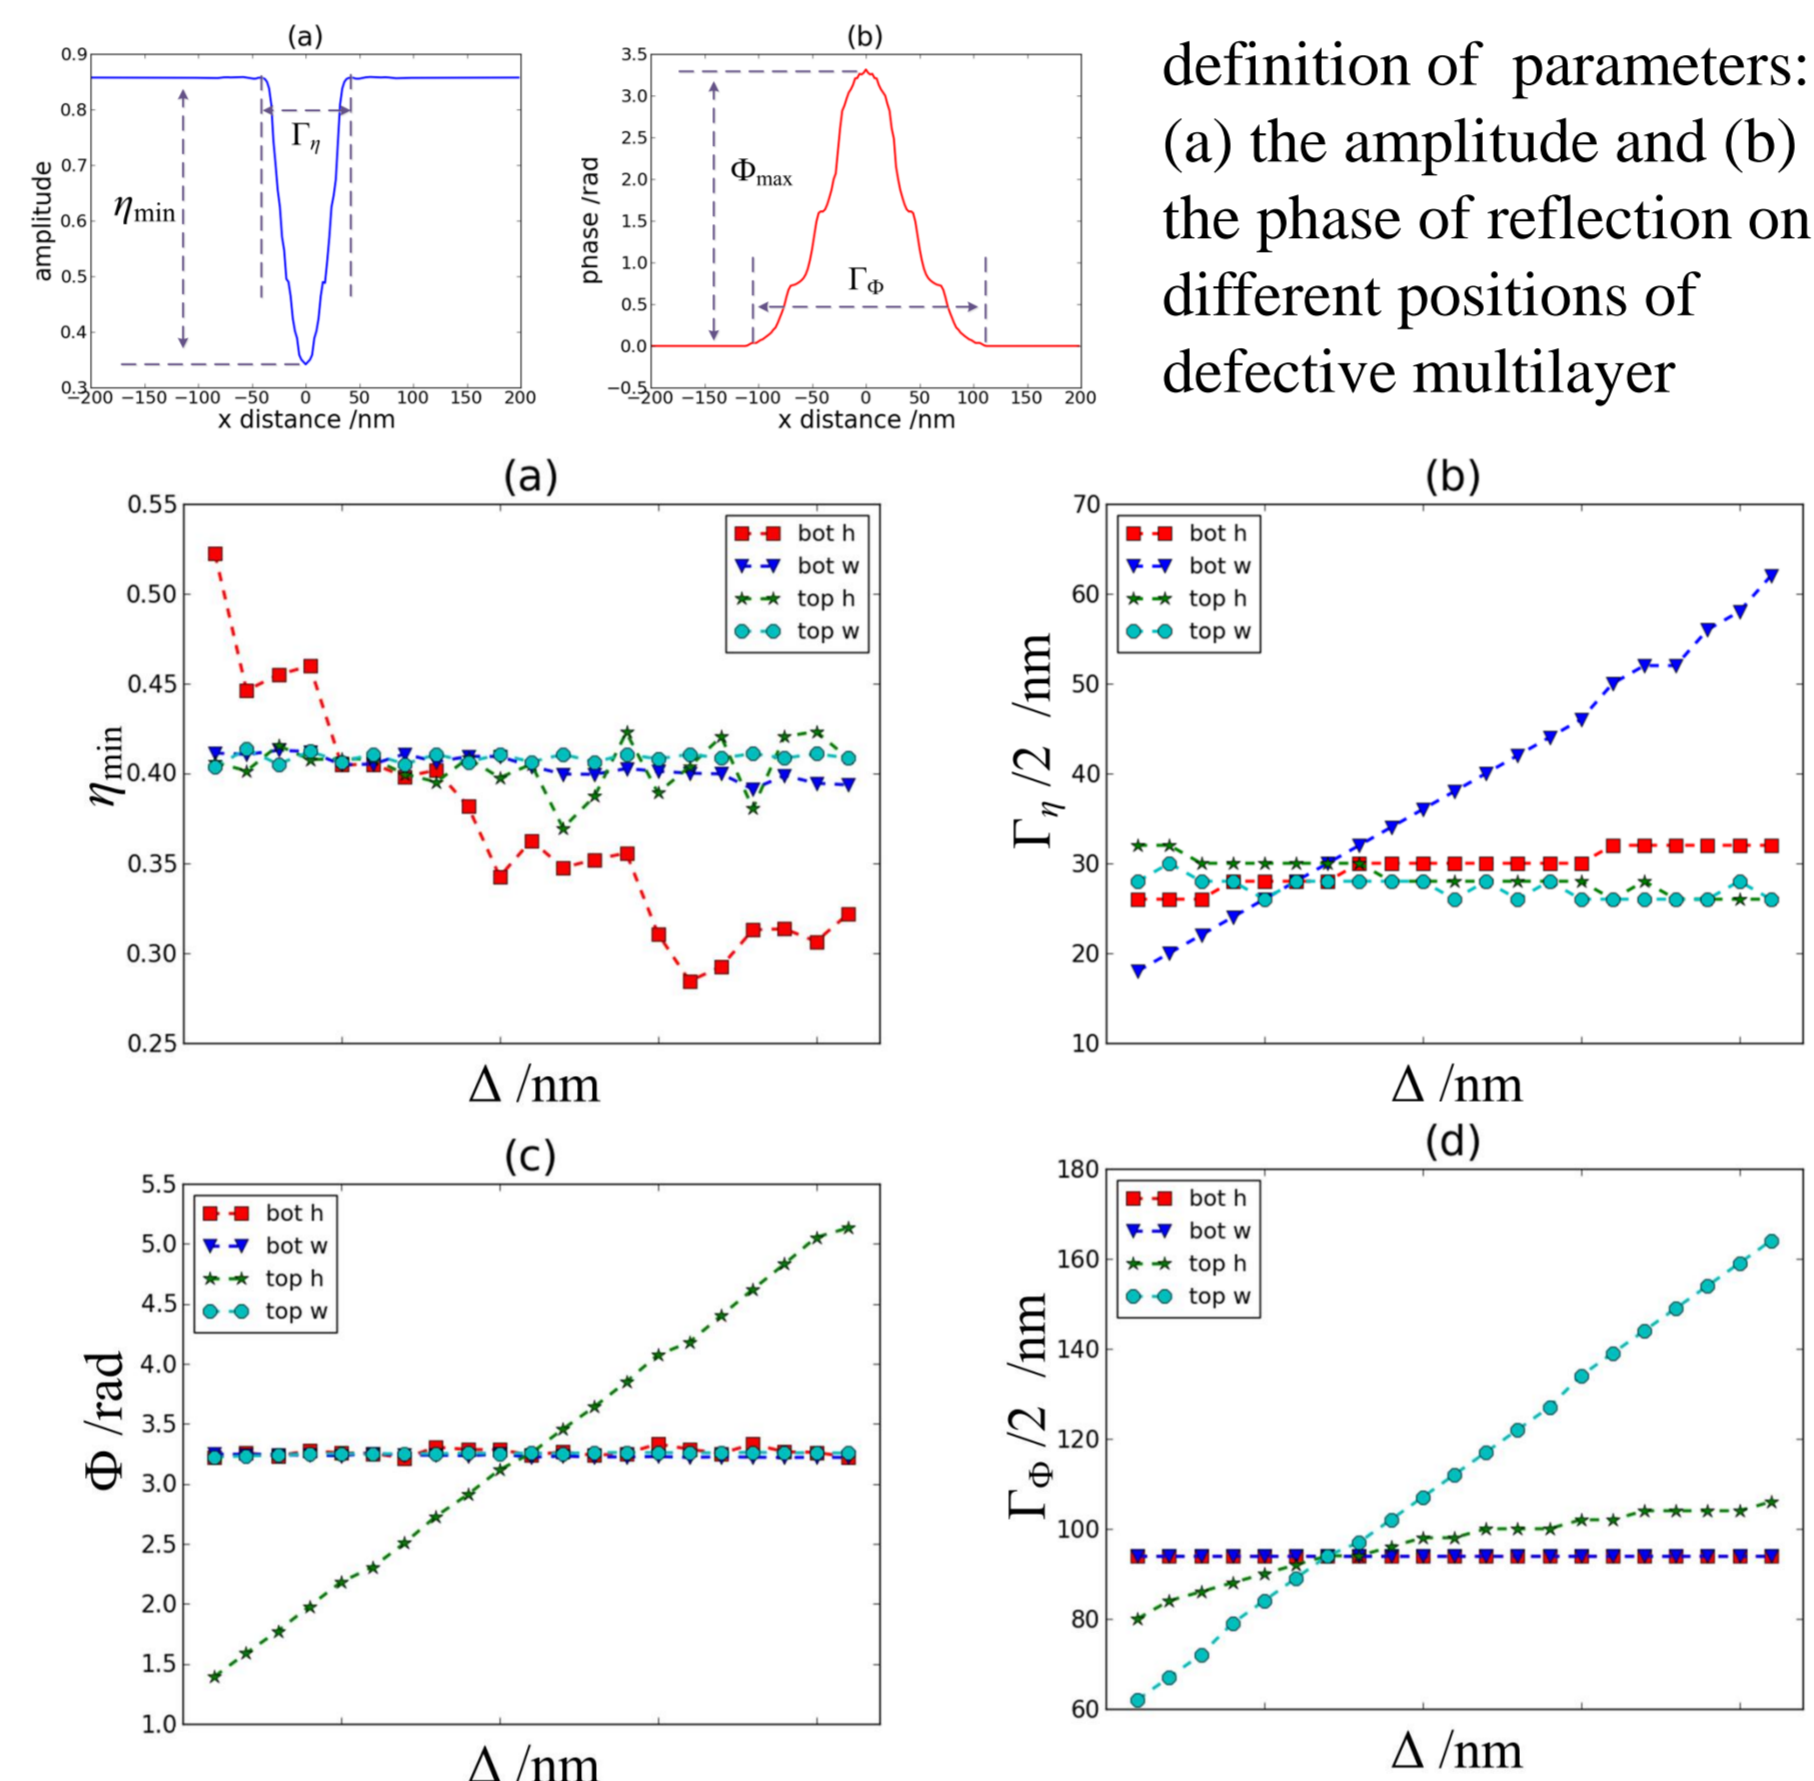 (a)
0.9
0.8
0.7
0.6
0.5
0.4
0.3
amplitude
ηmin
Γη
−200 −150 −100 −50 0 50 100 150 200
x distance /nm
(b)
3.5
3.0
2.5
2.0
1.5
1.0
0.5
0.0
−0.5
phase /rad
Φmax
ΓΦ
−200 −150 −100 −50 0 50 100 150 200
x distance /nm
definition of parameters:
(a) the amplitude and (b)
the phase of reflection on
different positions of
defective multilayer
(a)
0.55
0.50
0.45
0.40
0.35
0.30
0.25
ηmin
bot h
bot w
top h
top w
Δ /nm
(b)
70
60
50
40
30
20
10
Γη /2 /nm
bot h
bot w
top h
top w
Δ /nm
(c)
5.5
5.0
4.5
4.0
3.5
3.0
2.5
2.0
1.5
1.0
Φ /rad
bot h
bot w
top h
top w
Δ /nm
(d)
180
160
140
120
100
80
60
ΓΦ /2 /nm
bot h
bot w
top h
top w
Δ /nm